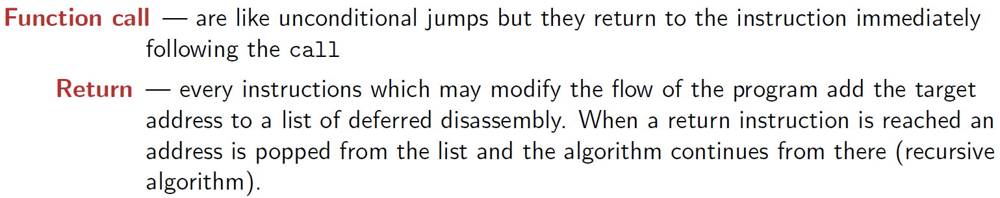 Function call — are like unconditional jumps but they return to the instruction immediately
following the call
Return — every instructions which may modify the flow of the program add the target
address to a list of deferred disassembly. When a return instruction is reached an
address is popped from the list and the algorithm continues from there (recursive
algorithm).